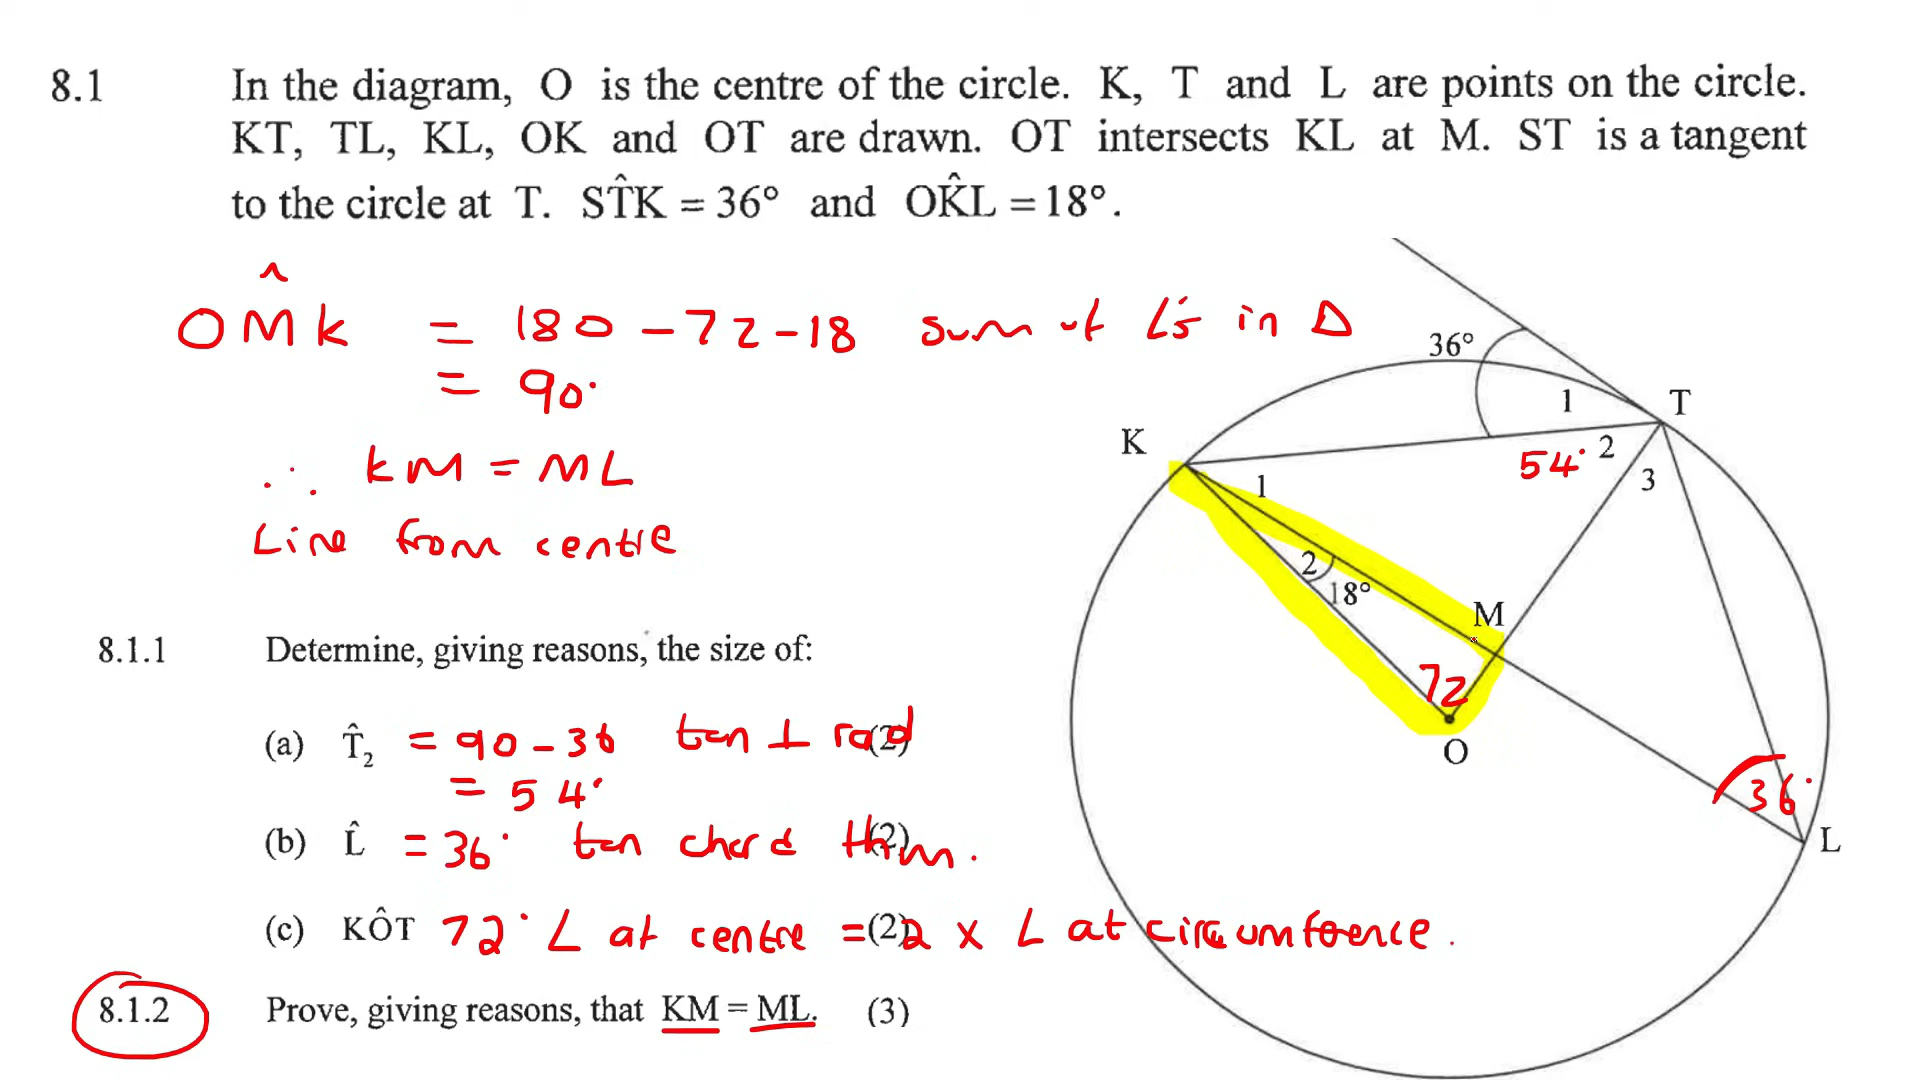 8.1 In the diagram, O is the centre of the circle. K, T and L are points on the circle.
KT, TL, KL, OK and OT are drawn. OT intersects KL at M. ST is a tangent
to the circle at T. ST̂K = 36° and OK̂L = 18°.
OM̂k = 180 - 72 - 18 sum of ∠'s in Δ
= 90°
∴ kM = ML
Line from centre
36°
1
T
K
54° 2
1
3
2
18°
M
72
O
36°
L
8.1.1 Determine, giving reasons, the size of:
(a) T̂₂ = 90 - 36 tan ⊥ rad (2)
= 54°
(b) L̂ = 36° tan chord thrm. (2)
(c) KÔT 72° ∠ at centre = 2 x ∠ at circumference. (2)
8.1.2 Prove, giving reasons, that KM = ML. (3)